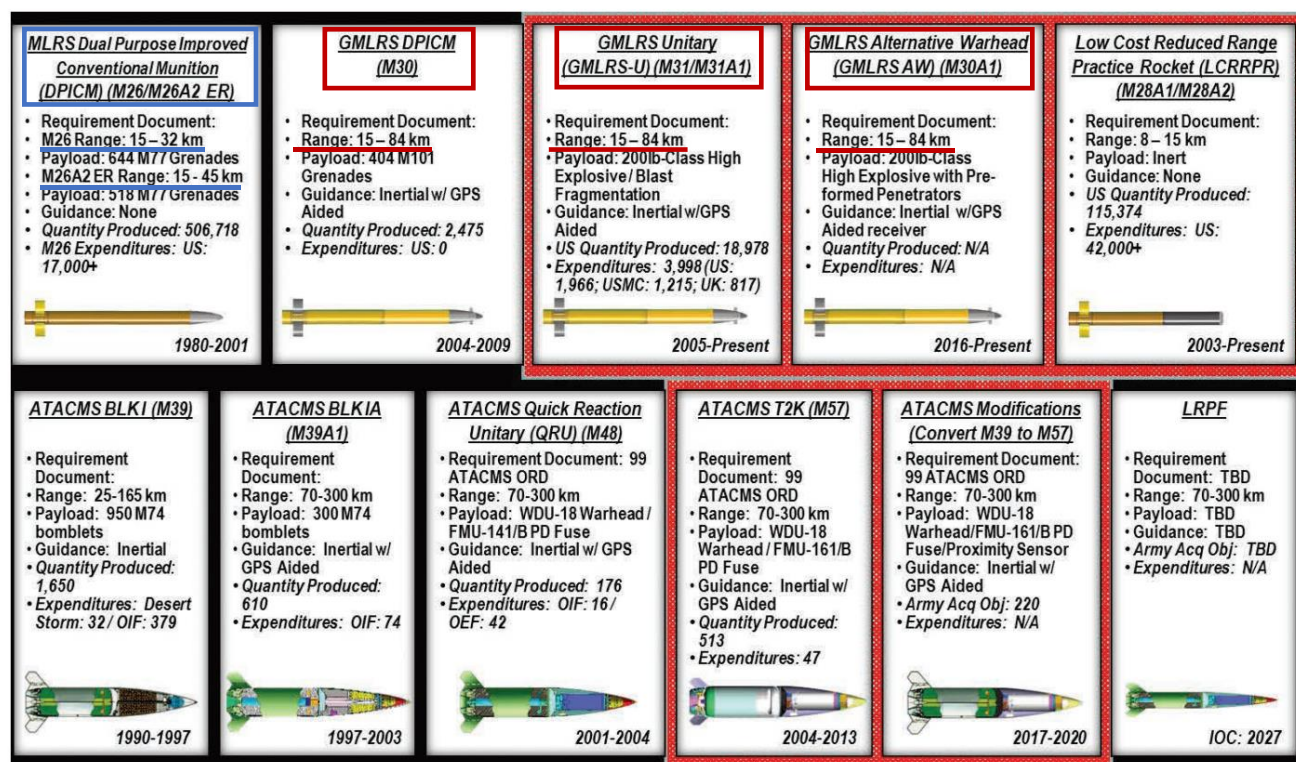 MLRS Dual Purpose Improved
Conventional Munition
(DPICM) (M26/M26A2 ER)
• Requirement Document:
• M26 Range: 15 – 32 km
• Payload: 644 M77 Grenades
• M26A2 ER Range: 15 - 45 km
• Payload: 518 M77 Grenades
• Guidance: None
• Quantity Produced: 506,718
• M26 Expenditures: US:
17,000+
1980-2001
GMLRS DPICM
(M30)
• Requirement Document:
• Range: 15 – 84 km
• Payload: 404 M101
Grenades
• Guidance: Inertial w/ GPS
Aided
• Quantity Produced: 2,475
• Expenditures: US: 0
2004-2009
GMLRS Unitary
(GMLRS-U) (M31/M31A1)
• Requirement Document:
• Range: 15 – 84 km
• Payload: 200lb-Class High
Explosive / Blast
Fragmentation
• Guidance: Inertial w/GPS
Aided
• US Quantity Produced: 18,978
• Expenditures: 3,998 (US:
1,966; USMC: 1,215; UK: 817)
2005-Present
GMLRS Alternative Warhead
(GMLRS AW) (M30A1)
• Requirement Document:
• Range: 15 – 84 km
• Payload: 200lb-Class
High Explosive with Pre-
formed Penetrators
• Guidance: Inertial w/GPS
Aided receiver
• Quantity Produced: N/A
• Expenditures: N/A
2016-Present
Low Cost Reduced Range
Practice Rocket (LCRRPR)
(M28A1/M28A2)
• Requirement Document:
• Range: 8 – 15 km
• Payload: Inert
• Guidance: None
• US Quantity Produced:
115,374
• Expenditures: US:
42,000+
2003-Present
ATACMS BLK I (M39)
• Requirement
Document:
• Range: 25-165 km
• Payload: 950 M74
bomblets
• Guidance: Inertial
• Quantity Produced:
1,650
• Expenditures: Desert
Storm: 32 / OIF: 379
1990-1997
ATACMS BLK IA
(M39A1)
• Requirement
Document:
• Range: 70-300 km
• Payload: 300 M74
bomblets
• Guidance: Inertial w/
GPS Aided
• Quantity Produced:
610
• Expenditures: OIF: 74
1997-2003
ATACMS Quick Reaction
Unitary (QRU) (M48)
• Requirement Document: 99
ATACMS ORD
• Range: 70-300 km
• Payload: WDU-18 Warhead /
FMU-141/B PD Fuse
• Guidance: Inertial w/ GPS
Aided
• Quantity Produced: 176
• Expenditures: OIF: 16 /
OEF: 42
2001-2004
ATACMS T2K (M57)
• Requirement
Document: 99
ATACMS ORD
• Range: 70-300 km
• Payload: WDU-18
Warhead / FMU-161/B
PD Fuse
• Guidance: Inertial w/
GPS Aided
• Quantity Produced:
513
• Expenditures: 47
2004-2013
ATACMS Modifications
(Convert M39 to M57)
• Requirement Document:
99 ATACMS ORD
• Range: 70-300 km
• Payload: WDU-18
Warhead/FMU-161/B PD
Fuse/Proximity Sensor
• Guidance: Inertial w/
GPS Aided
• Army Acq Obj: 220
• Expenditures: N/A
2017-2020
LRPF
• Requirement
Document: TBD
• Range: 70-300 km
• Payload: TBD
• Guidance: TBD
• Army Acq Obj: TBD
• Expenditures: N/A
IOC: 2027